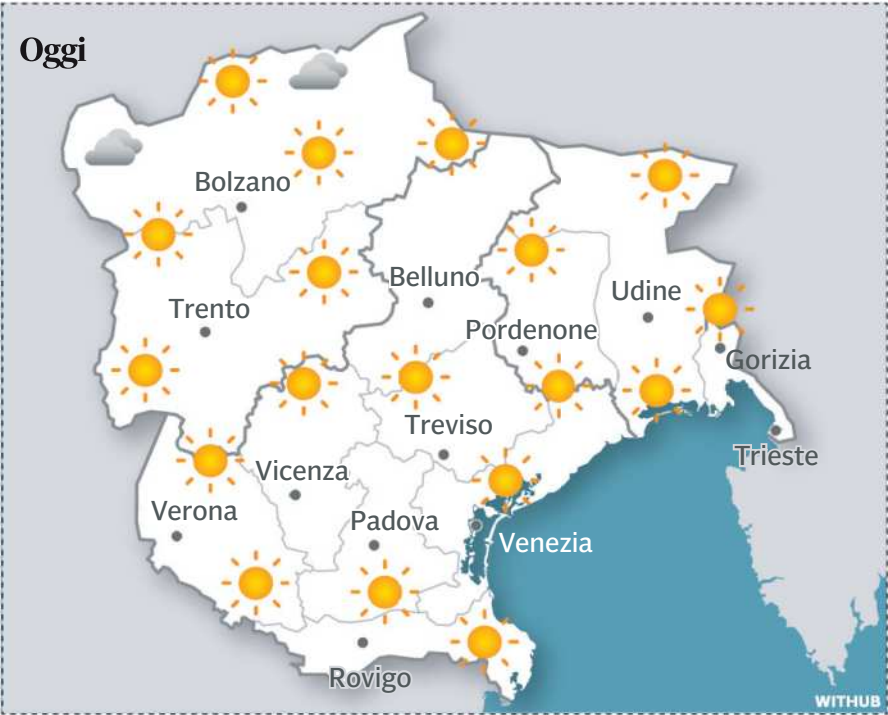 Oggi
Bolzano
Belluno
Udine
Trento
Pordenone
Gorizia
Treviso
Trieste
Vicenza
Verona
Padova
Venezia
Rovigo
WITHUB